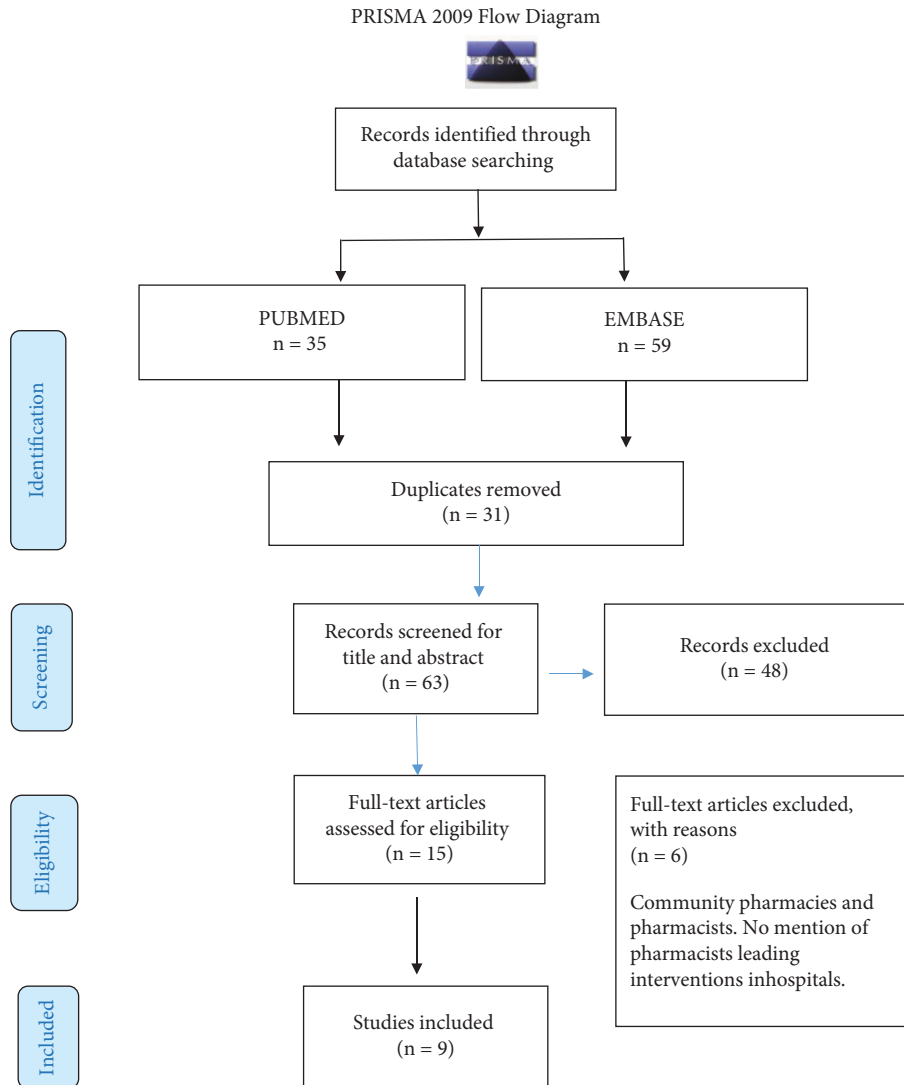 PRISMA 2009 Flow Diagram
PRISMA
Records identified through
database searching
PUBMED
n = 35
EMBASE
n = 59
Identification
Duplicates removed
(n = 31)
Screening
Records screened for
title and abstract
(n = 63)
Records excluded
(n = 48)
Eligibility
Full-text articles
assessed for eligibility
(n = 15)
Full-text articles excluded,
with reasons
(n = 6)
Community pharmacies and
pharmacists. No mention of
pharmacists leading
interventions inhospitals.
Included
Studies included
(n = 9)